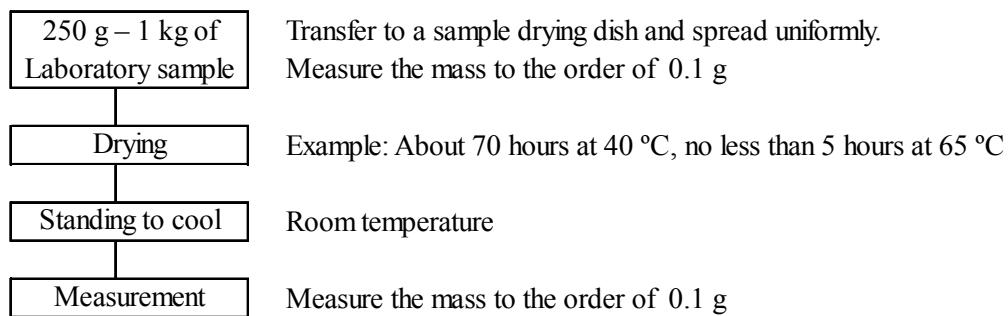 250 g – 1 kg of
Laboratory sample
Transfer to a sample drying dish and spread uniformly.
Measure the mass to the order of 0.1 g
Drying
Example: About 70 hours at 40 ºC, no less than 5 hours at 65 ºC
Standing to cool
Room temperature
Measurement
Measure the mass to the order of 0.1 g